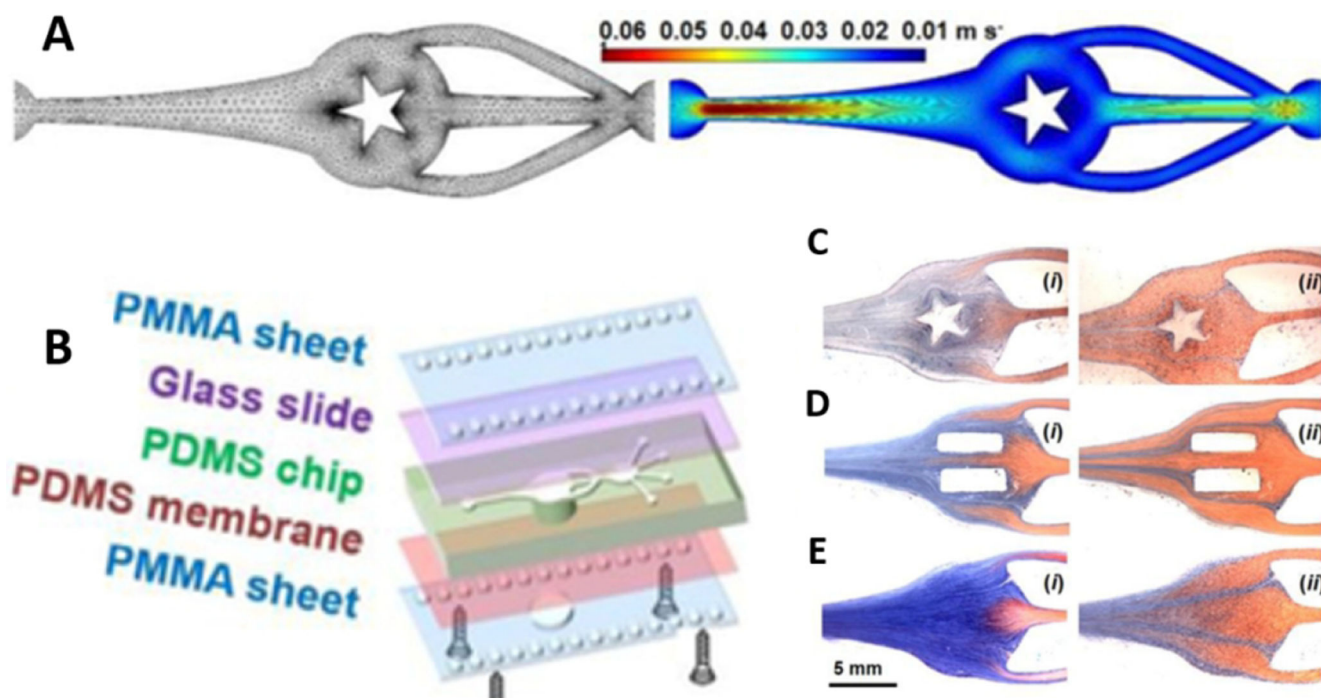 A
0.06 0.05 0.04 0.03 0.02 0.01 m s-
B
PMMA sheet
Glass slide
PDMS chip
PDMS membrane
PMMA sheet
C
(i)
(ii)
D
(i)
(ii)
E
(i)
(ii)
5 mm